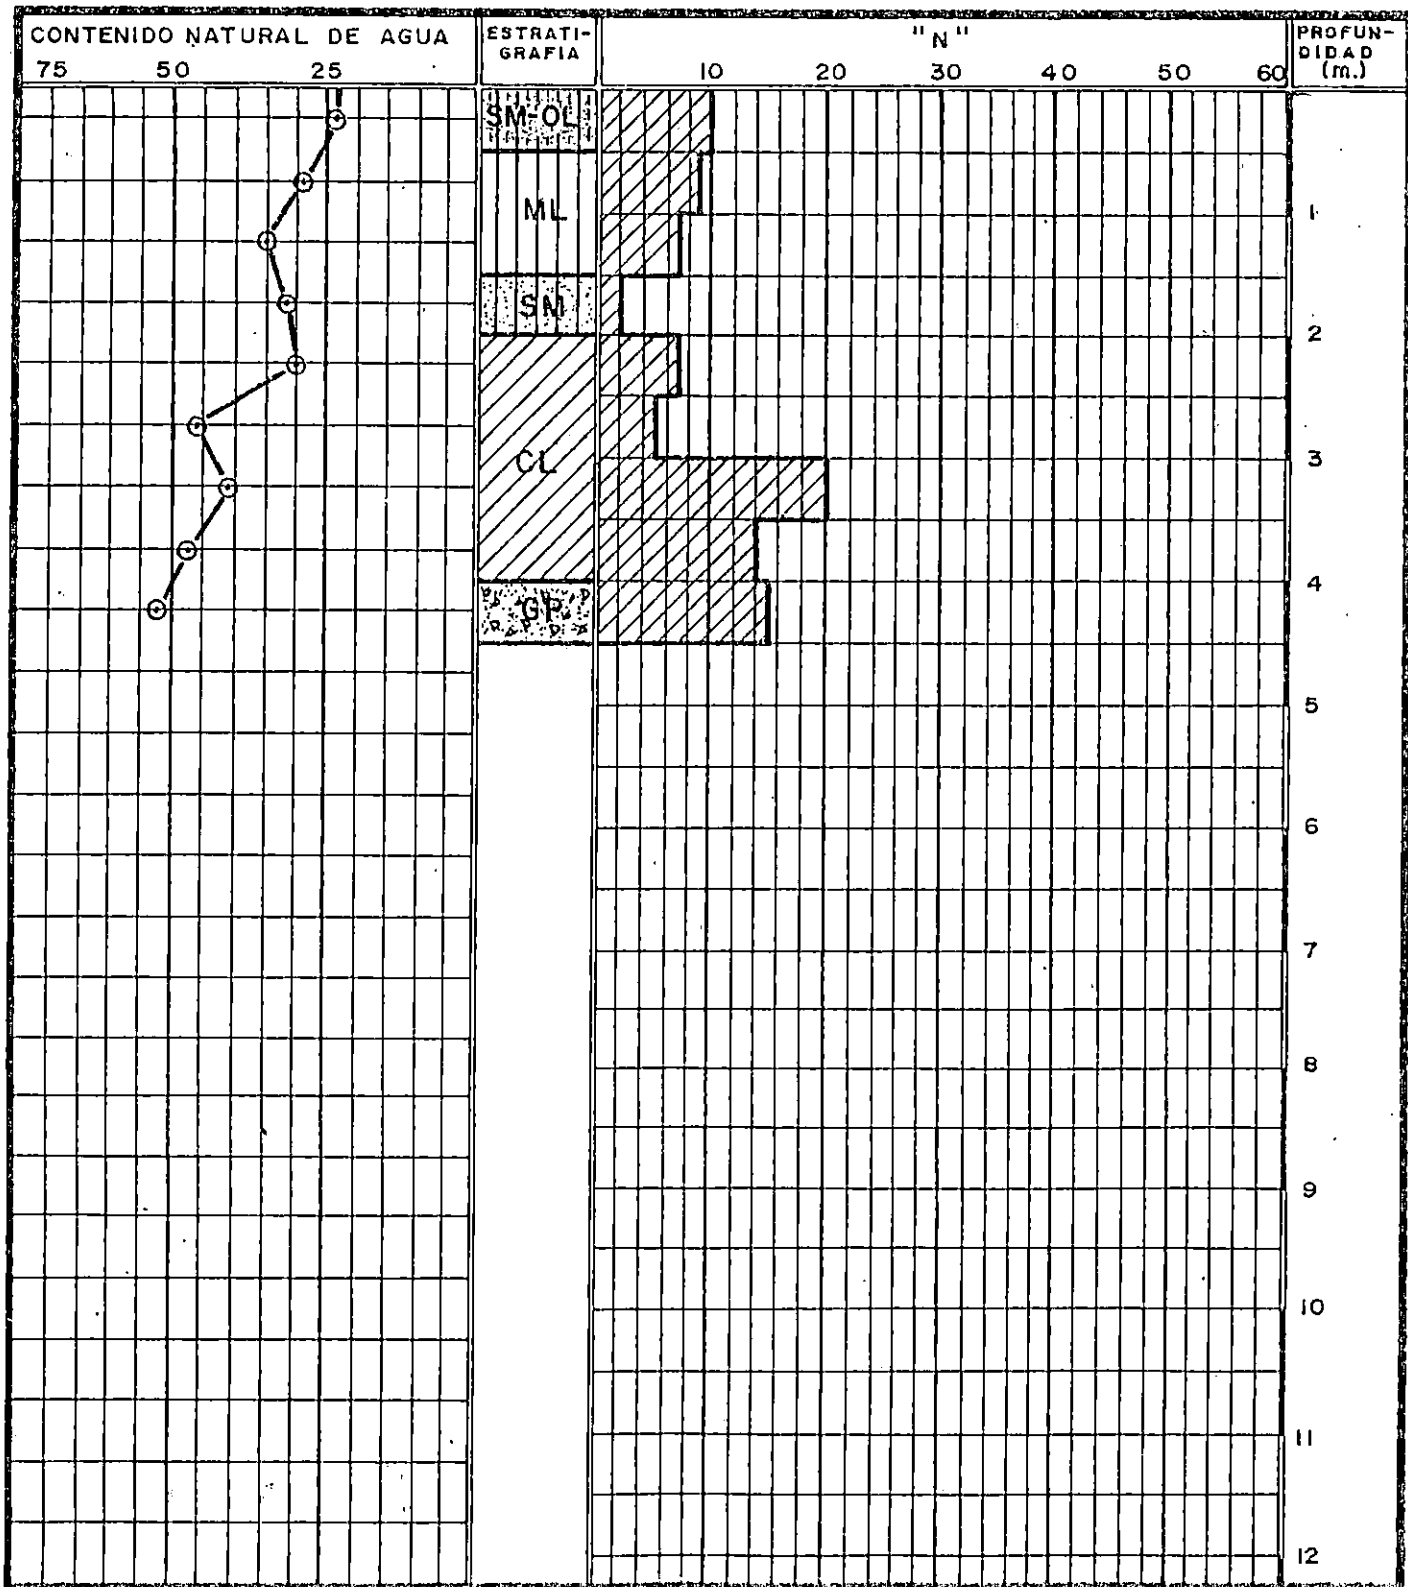 CONTENIDO NATURAL DE AGUA
75 50 25
ESTRATI-
GRAFIA
"N"
10 20 30 40 50 60
PROFUN-
DIDAD
(m.)
SM-OL
ML
SM
CL
GP
1
2
3
4
5
6
7
8
9
10
11
12